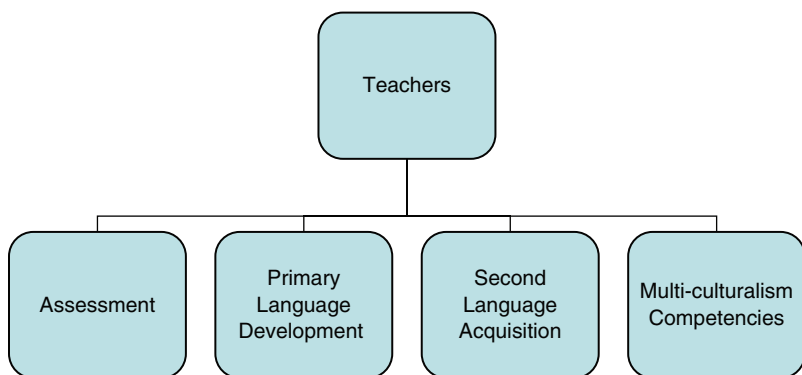 Teachers
Assessment
Primary
Language
Development
Second
Language
Acquisition
Multi-culturalism
Competencies